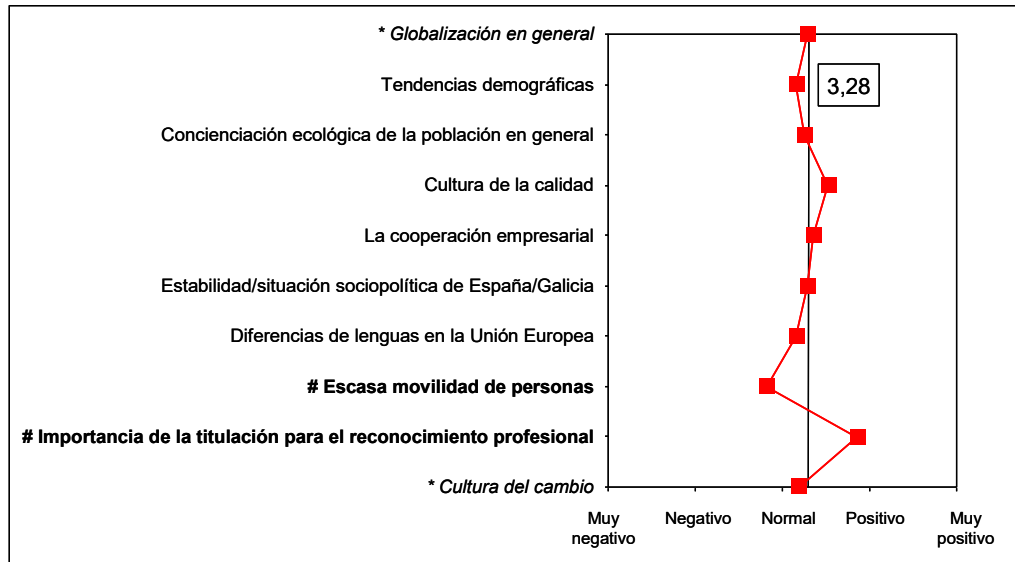 * Globalización en general
Tendencias demográficas
3,28
Concienciación ecológica de la población en general
Cultura de la calidad
La cooperación empresarial
Estabilidad/situación sociopolítica de España/Galicia
Diferencias de lenguas en la Unión Europea
# Escasa movilidad de personas
# Importancia de la titulación para el reconocimiento profesional
* Cultura del cambio
Muy negativo
Negativo
Normal
Positivo
Muy positivo